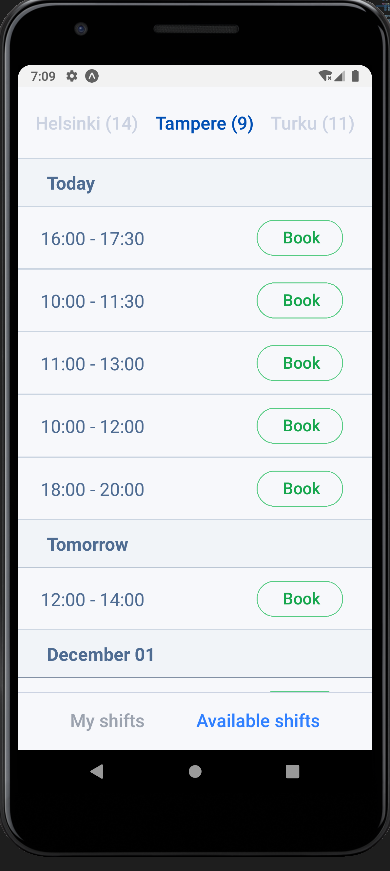 7:09
Helsinki (14) Tampere (9) Turku (11)
Today
16:00 - 17:30 Book
10:00 - 11:30 Book
11:00 - 13:00 Book
10:00 - 12:00 Book
18:00 - 20:00 Book
Tomorrow
12:00 - 14:00 Book
December 01
My shifts Available shifts